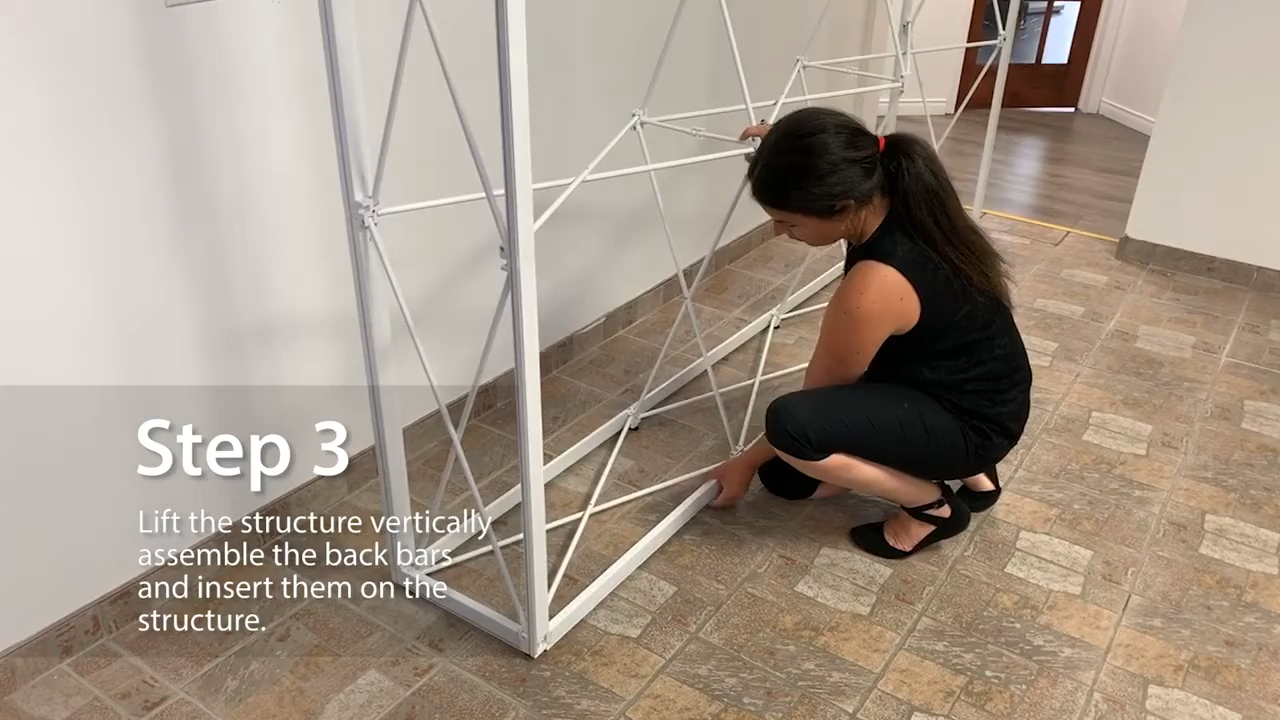 Step 3
Lift the structure vertically
assemble the back bars
and insert them on the
structure.